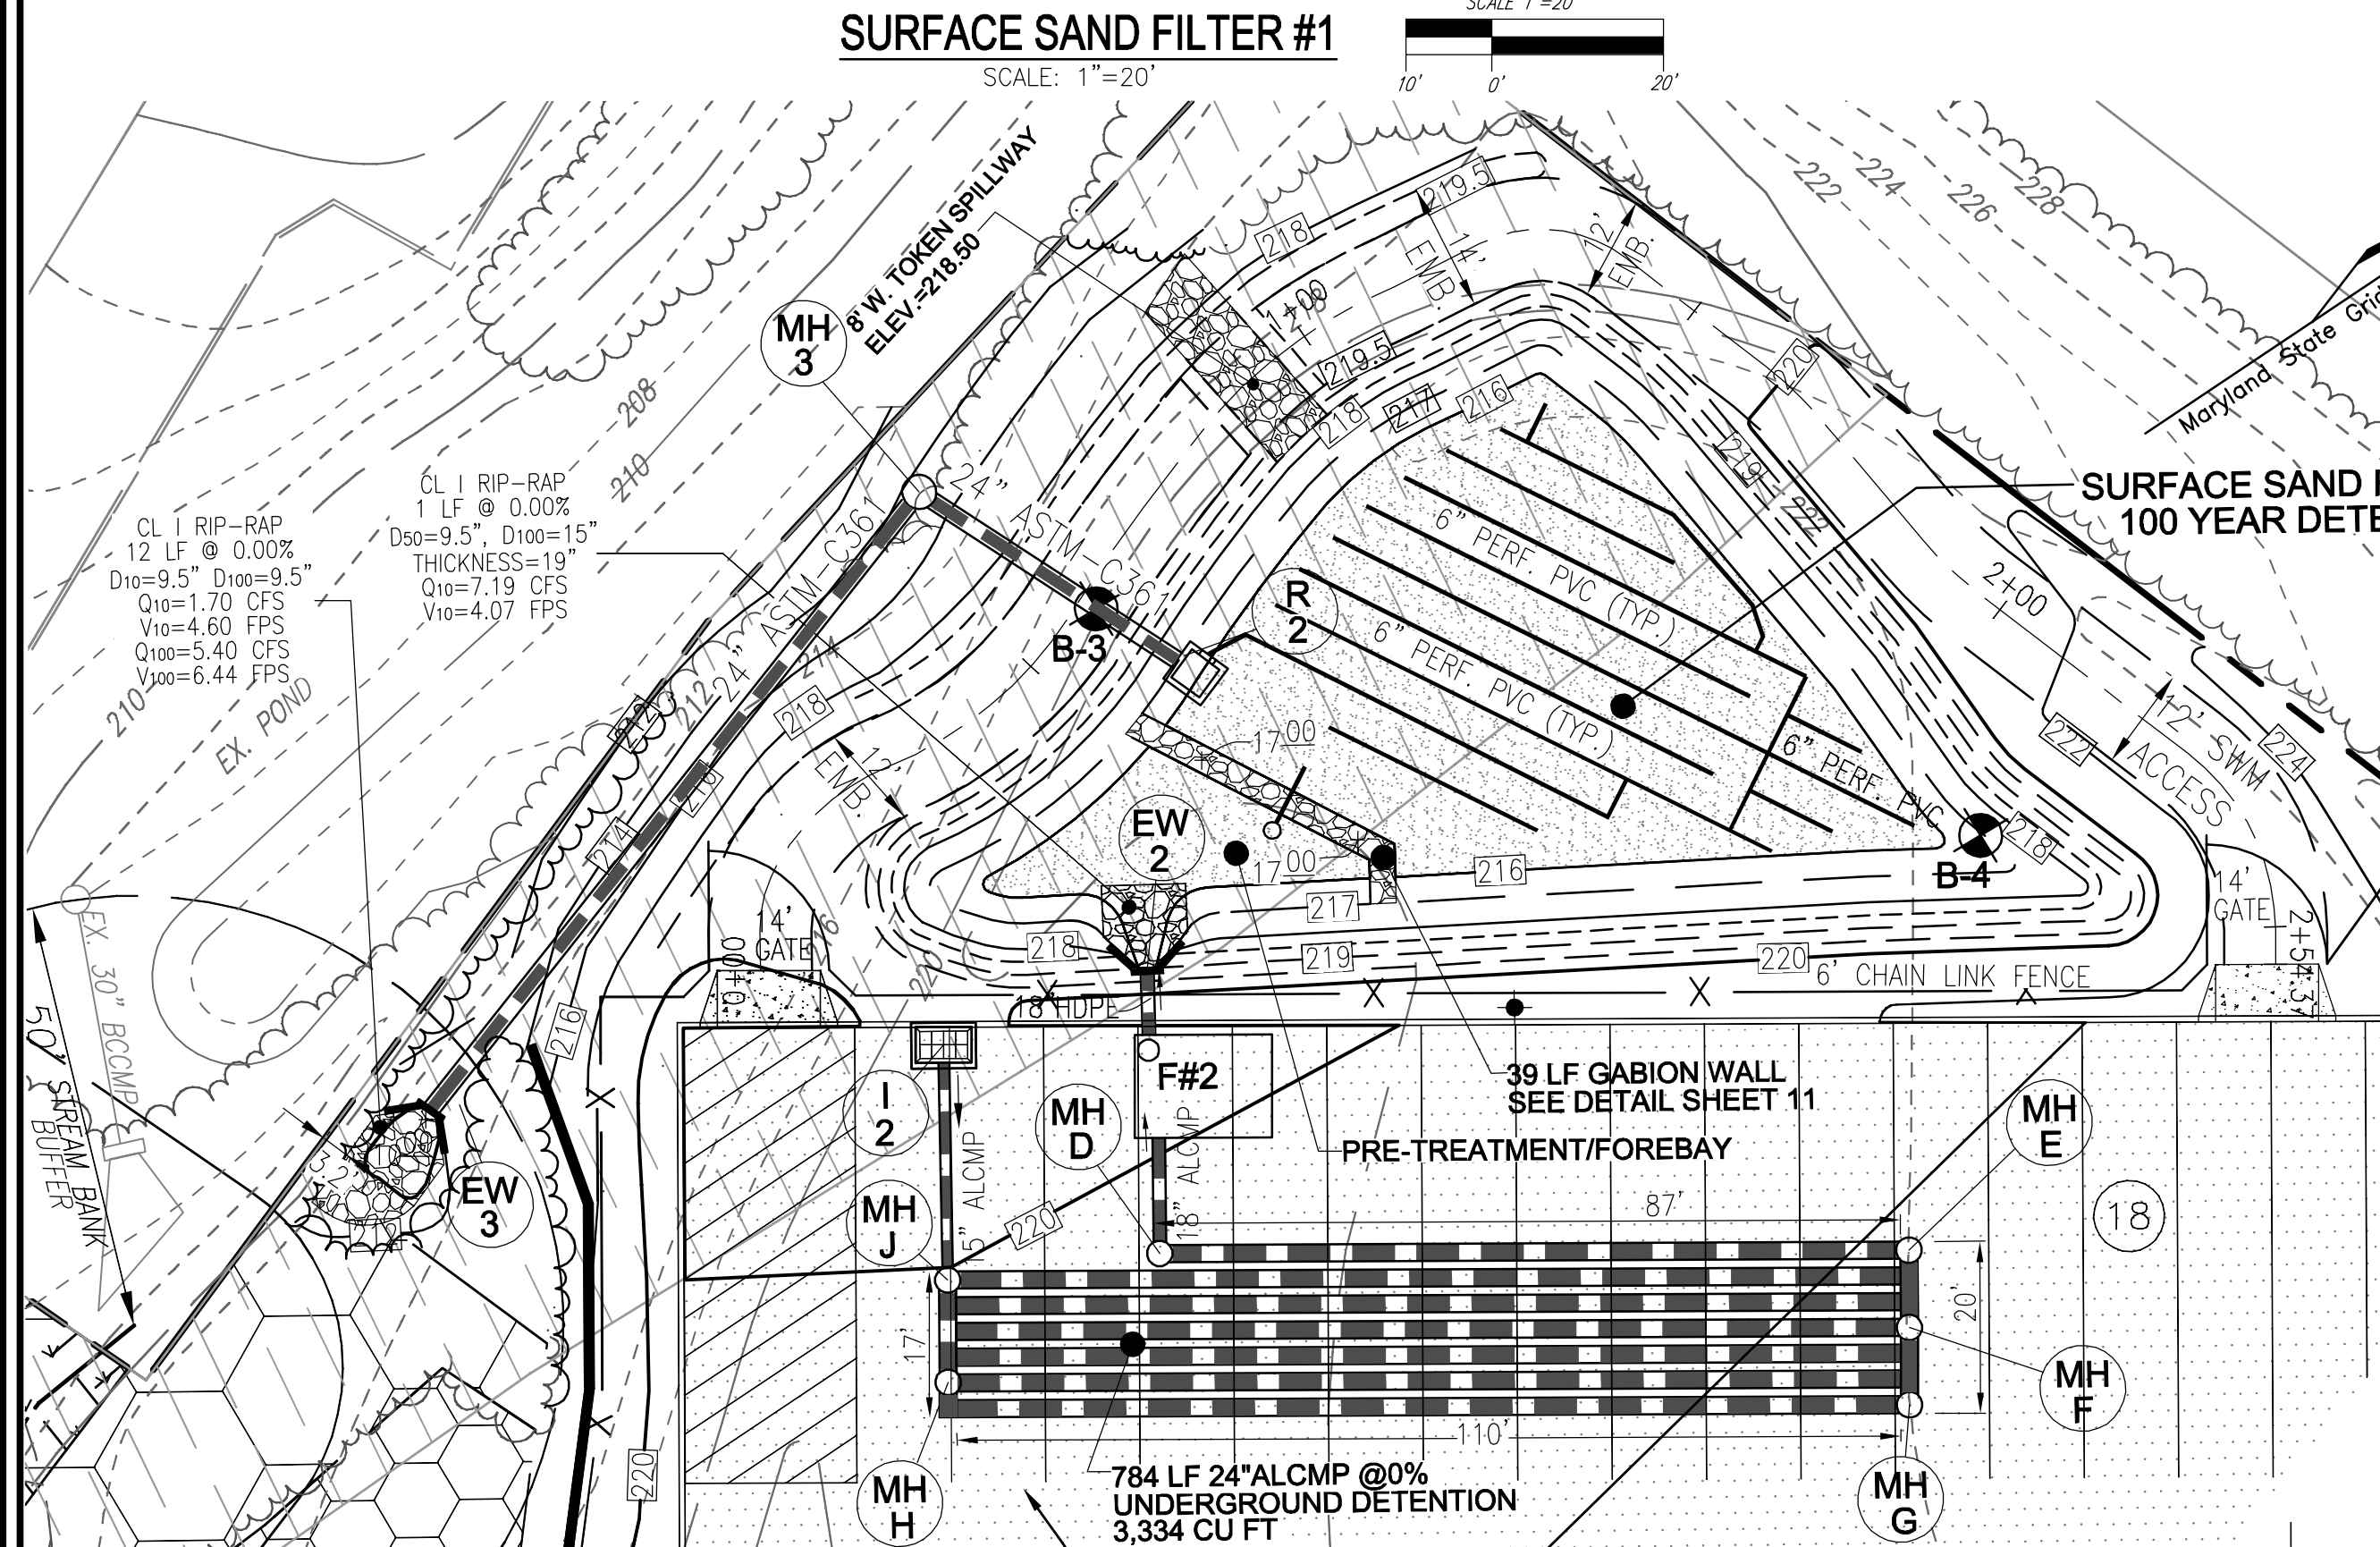 SURFACE SAND FILTER #1
SCALE: 1"=20'
SCALE 1"=20'
10'
0'
20'
8' W. TOKEN SPILLWAY
ELEV.=218.50
MH
3
218
219.5
14'
EMB.
12'
EMB.
222
224
226
228
Maryland State Grid
1+00
219.5
218
217
216
220
219
222
208
210
CL I RIP-RAP
1 LF @ 0.00%
D50=9.5", D100=15"
THICKNESS=19"
Q10=7.19 CFS
V10=4.07 FPS
CL I RIP-RAP
12 LF @ 0.00%
D10=9.5" D100=9.5"
Q10=1.70 CFS
V10=4.60 FPS
Q100=5.40 CFS
V100=6.44 FPS
24"
ASTM-C361
24" ASTM-C361
B-3
R
2
6" PERF. PVC (TYP.)
6" PERF. PVC (TYP.)
6" PERF. PVC
SURFACE SAND
100 YEAR
2+00
12' SWM
ACCESS
222
224
210
EX. POND
212
212
214
218
12'
EMB.
214
216
17 00
17 00
EW
2
216
217
218
219
220
B-4
218
14'
GATE
2+54.37
14'
GATE
0+00
216
220
6' CHAIN LINK FENCE
18"HDPE
EX. 30" BCCMP
50' STREAM BANK
BUFFER
F#2
I
2
MH
D
39 LF GABION WALL
SEE DETAIL SHEET 11
PRE-TREATMENT/FOREBAY
MH
E
EW
3
212
MH
J
15" ALCMP
18" ALCMP
220
87'
18
17'
20'
MH
F
110'
220
784 LF 24"ALCMP @0%
UNDERGROUND DETENTION
3,334 CU FT
MH
H
MH
G